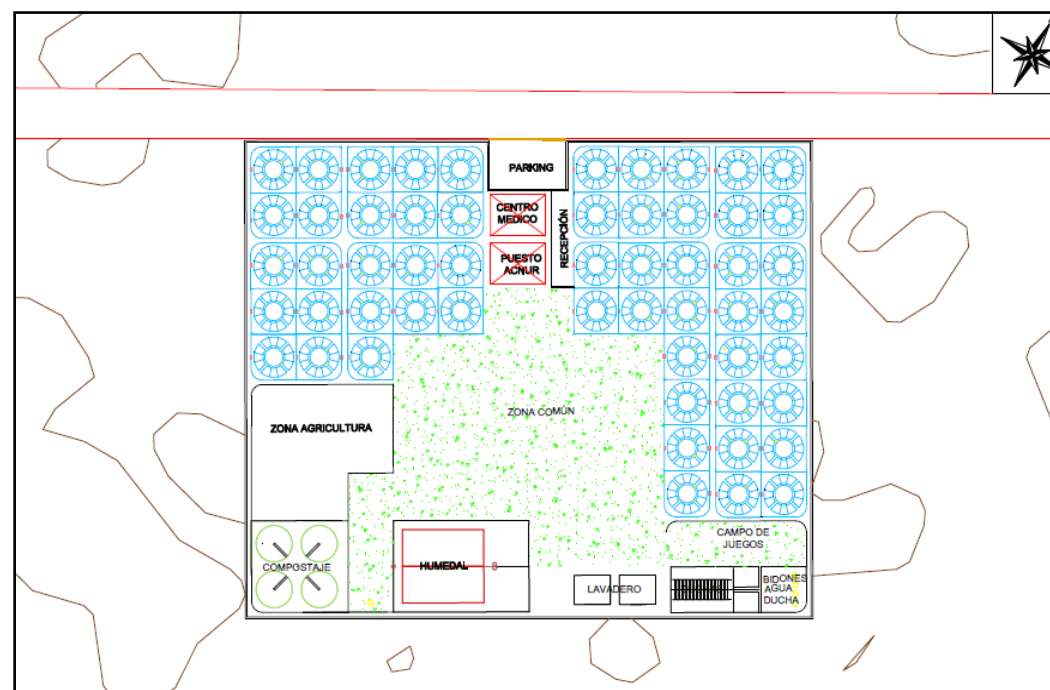 PARKING
CENTRO
MEDICO
RECEPCIÓN
PUESTO
ACNUR
ZONA COMÚN
ZONA AGRICULTURA
CAMPO DE
JUEGOS
COMPOSTAJE
HUMEDAL
LAVADERO
BIDONES
AGUA
DUCHA